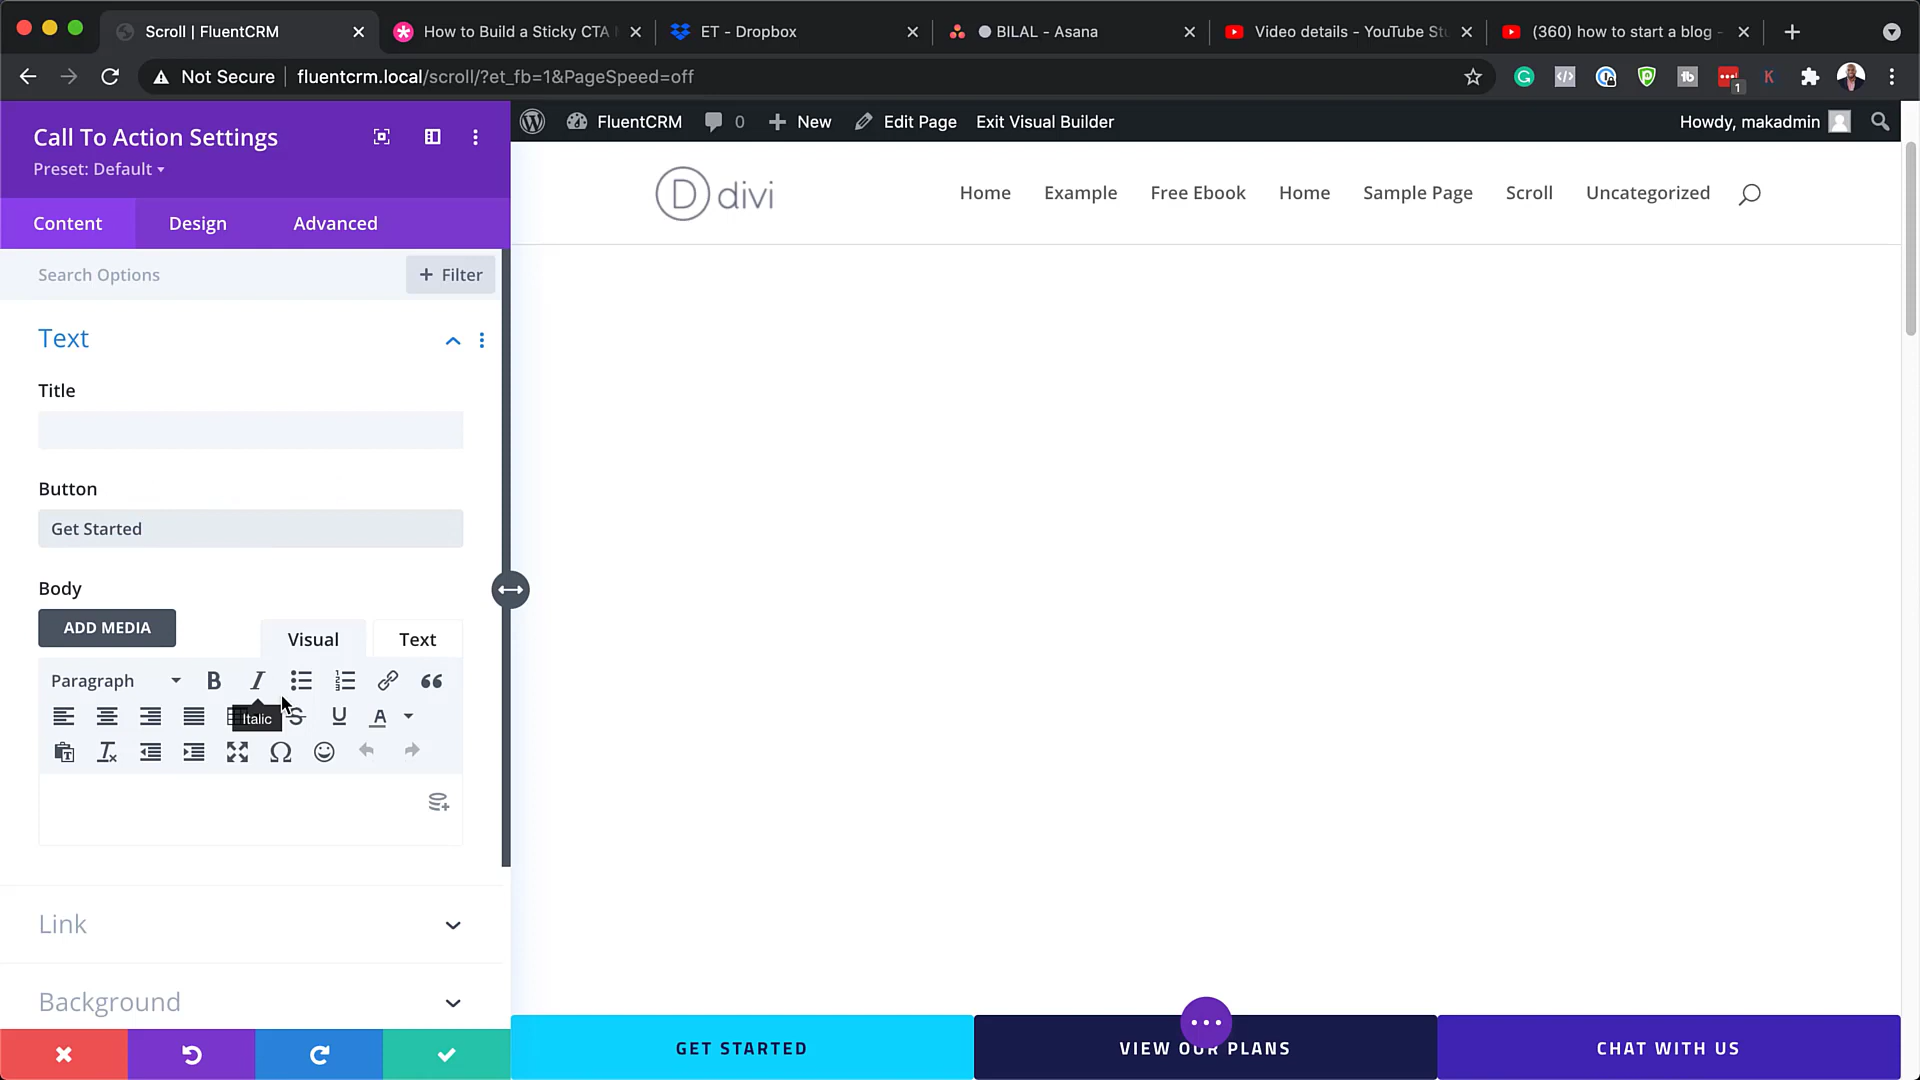 Scroll | FluentCRM
How to Build a Sticky CTA
ET - Dropbox
BILAL - Asana
Video details - YouTube Stu
(360) how to start a blog -
Not Secure
fluentcrm.local/scroll/?et_fb=1&PageSpeed=off
1
Call To Action Settings
Preset: Default
FluentCRM
0
New
Edit Page
Exit Visual Builder
Howdy, makadmin
divi
Home
Example
Free Ebook
Home
Sample Page
Scroll
Uncategorized
Content
Design
Advanced
Search Options
+ Filter
Text
Title
Button
Get Started
Body
ADD MEDIA
Visual
Text
Paragraph
Italic
Link
Background
GET STARTED
VIEW OUR PLANS
CHAT WITH US